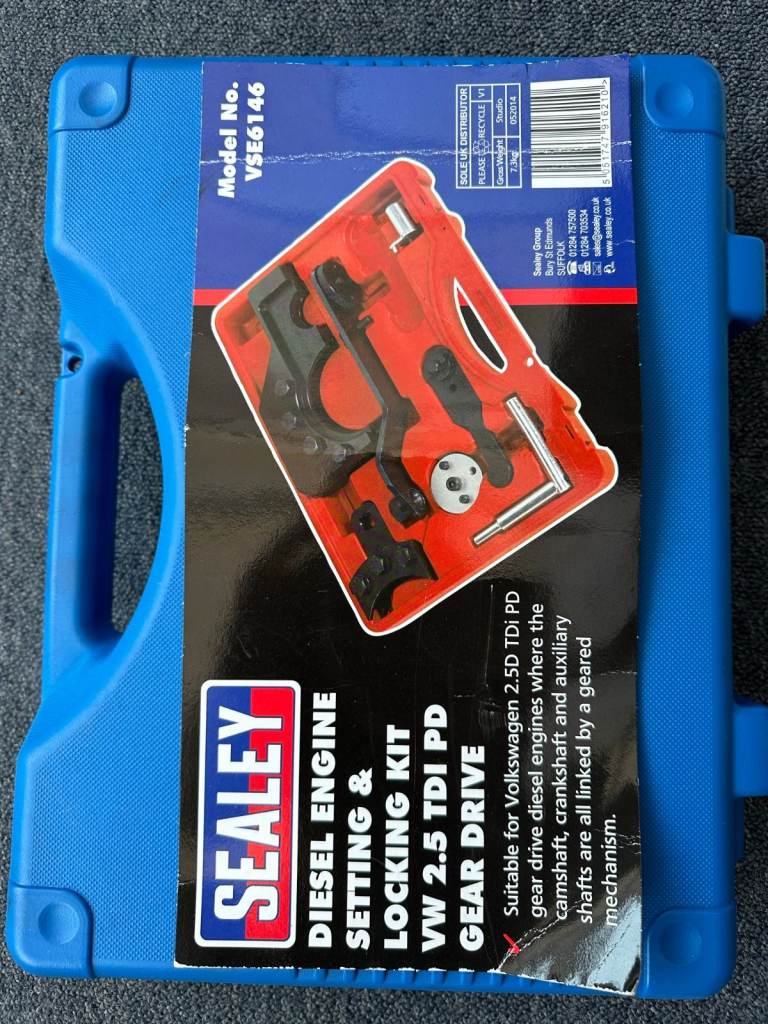 SEALEY
DIESEL ENGINE
SETTING &
LOCKING KIT
VW 2.5 TDI PD
GEAR DRIVE
Suitable for Volkswagen 2.5D TDi PD
gear drive diesel engines where the
camshaft, crankshaft and auxiliary
shafts are all linked by a geared
mechanism.
Model No.
VSE6146
SOLE UK DISTRIBUTOR
PLEASE RECYCLE V1
Gross Weight Studio
7.3kg 052014
5 051747 916210 >
Sealey Group
Bury St Edmunds
SUFFOLK
01284 757500
01284 703534
sales@sealey.co.uk
www.sealey.co.uk